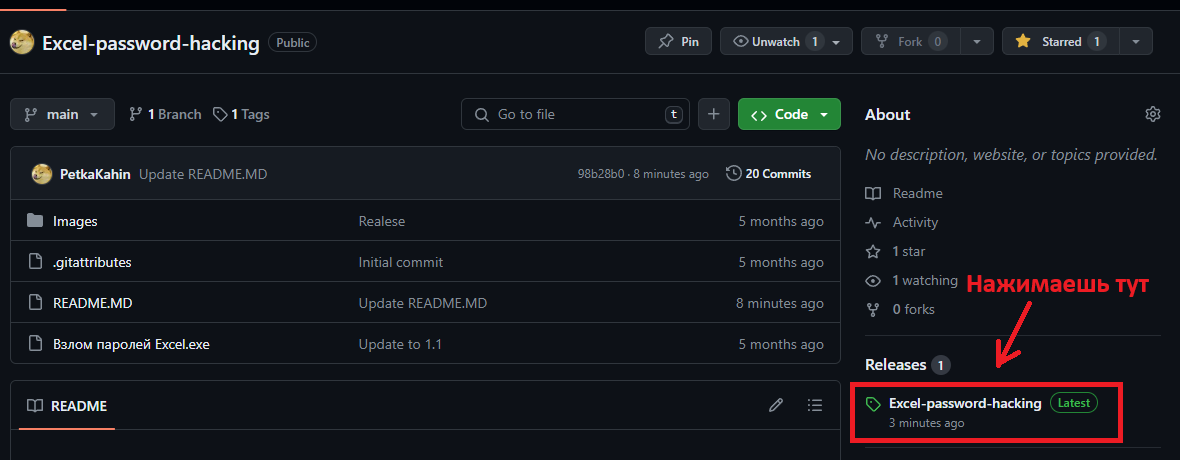 Excel-password-hacking Public
Pin
Unwatch 1
Fork 0
Starred 1
main
1 Branch
1 Tags
Go to file t
+
<> Code
PetkaKahin Update README.MD 98b28b0 · 8 minutes ago 20 Commits
Images Realese 5 months ago
.gitattributes Initial commit 5 months ago
README.MD Update README.MD 8 minutes ago
Взлом паролей Excel.exe Update to 1.1 5 months ago
README
About
No description, website, or topics provided.
Readme
Activity
1 star
1 watching
0 forks
Нажимаешь тут
Releases 1
Excel-password-hacking Latest
3 minutes ago